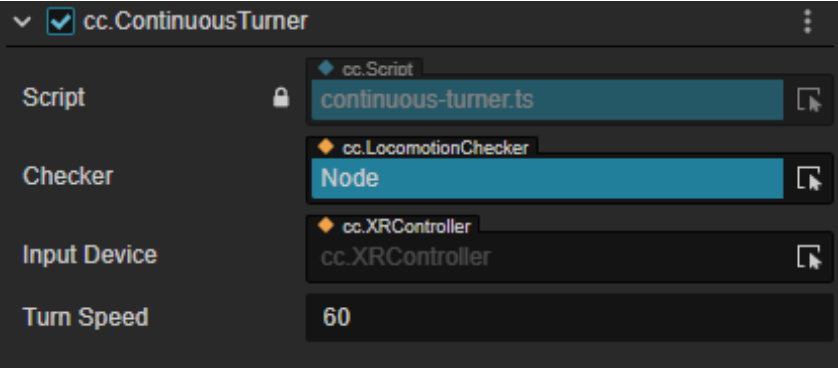 cc.ContinuousTurner
cc.Script
Script
continuous-turner.ts
cc.LocomotionChecker
Checker
Node
cc.XRController
Input Device
cc.XRController
Turn Speed
60